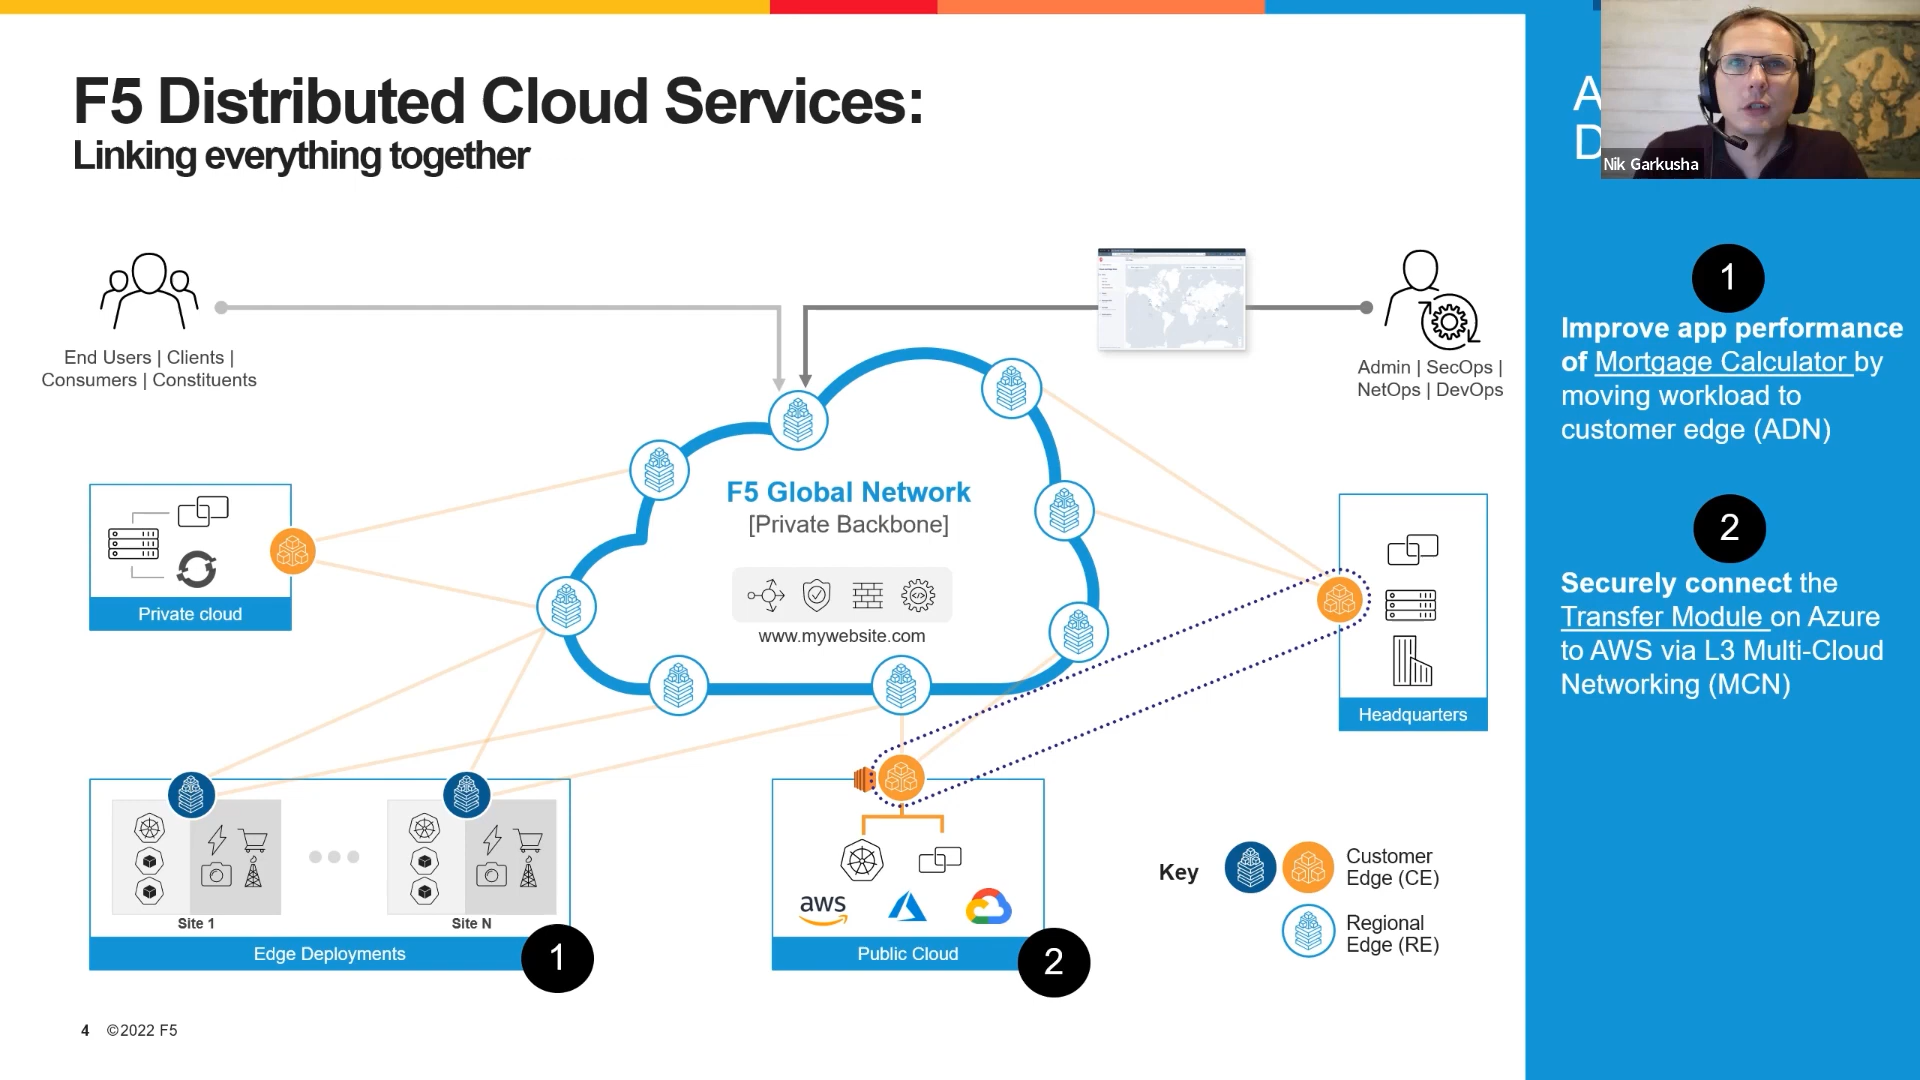 F5 Distributed Cloud Services:
Linking everything together
A
D
Nik Garkusha
End Users | Clients |
Consumers | Constituents
Admin | SecOps |
NetOps | DevOps
F5 Global Network
[Private Backbone]
www.mywebsite.com
Private cloud
Headquarters
Site 1
Site N
Edge Deployments
1
aws
Public Cloud
2
Key
Customer
Edge (CE)
Regional
Edge (RE)
1
Improve app performance
of Mortgage Calculator by
moving workload to
customer edge (ADN)
2
Securely connect the
Transfer Module on Azure
to AWS via L3 Multi-Cloud
Networking (MCN)
4 ©2022 F5